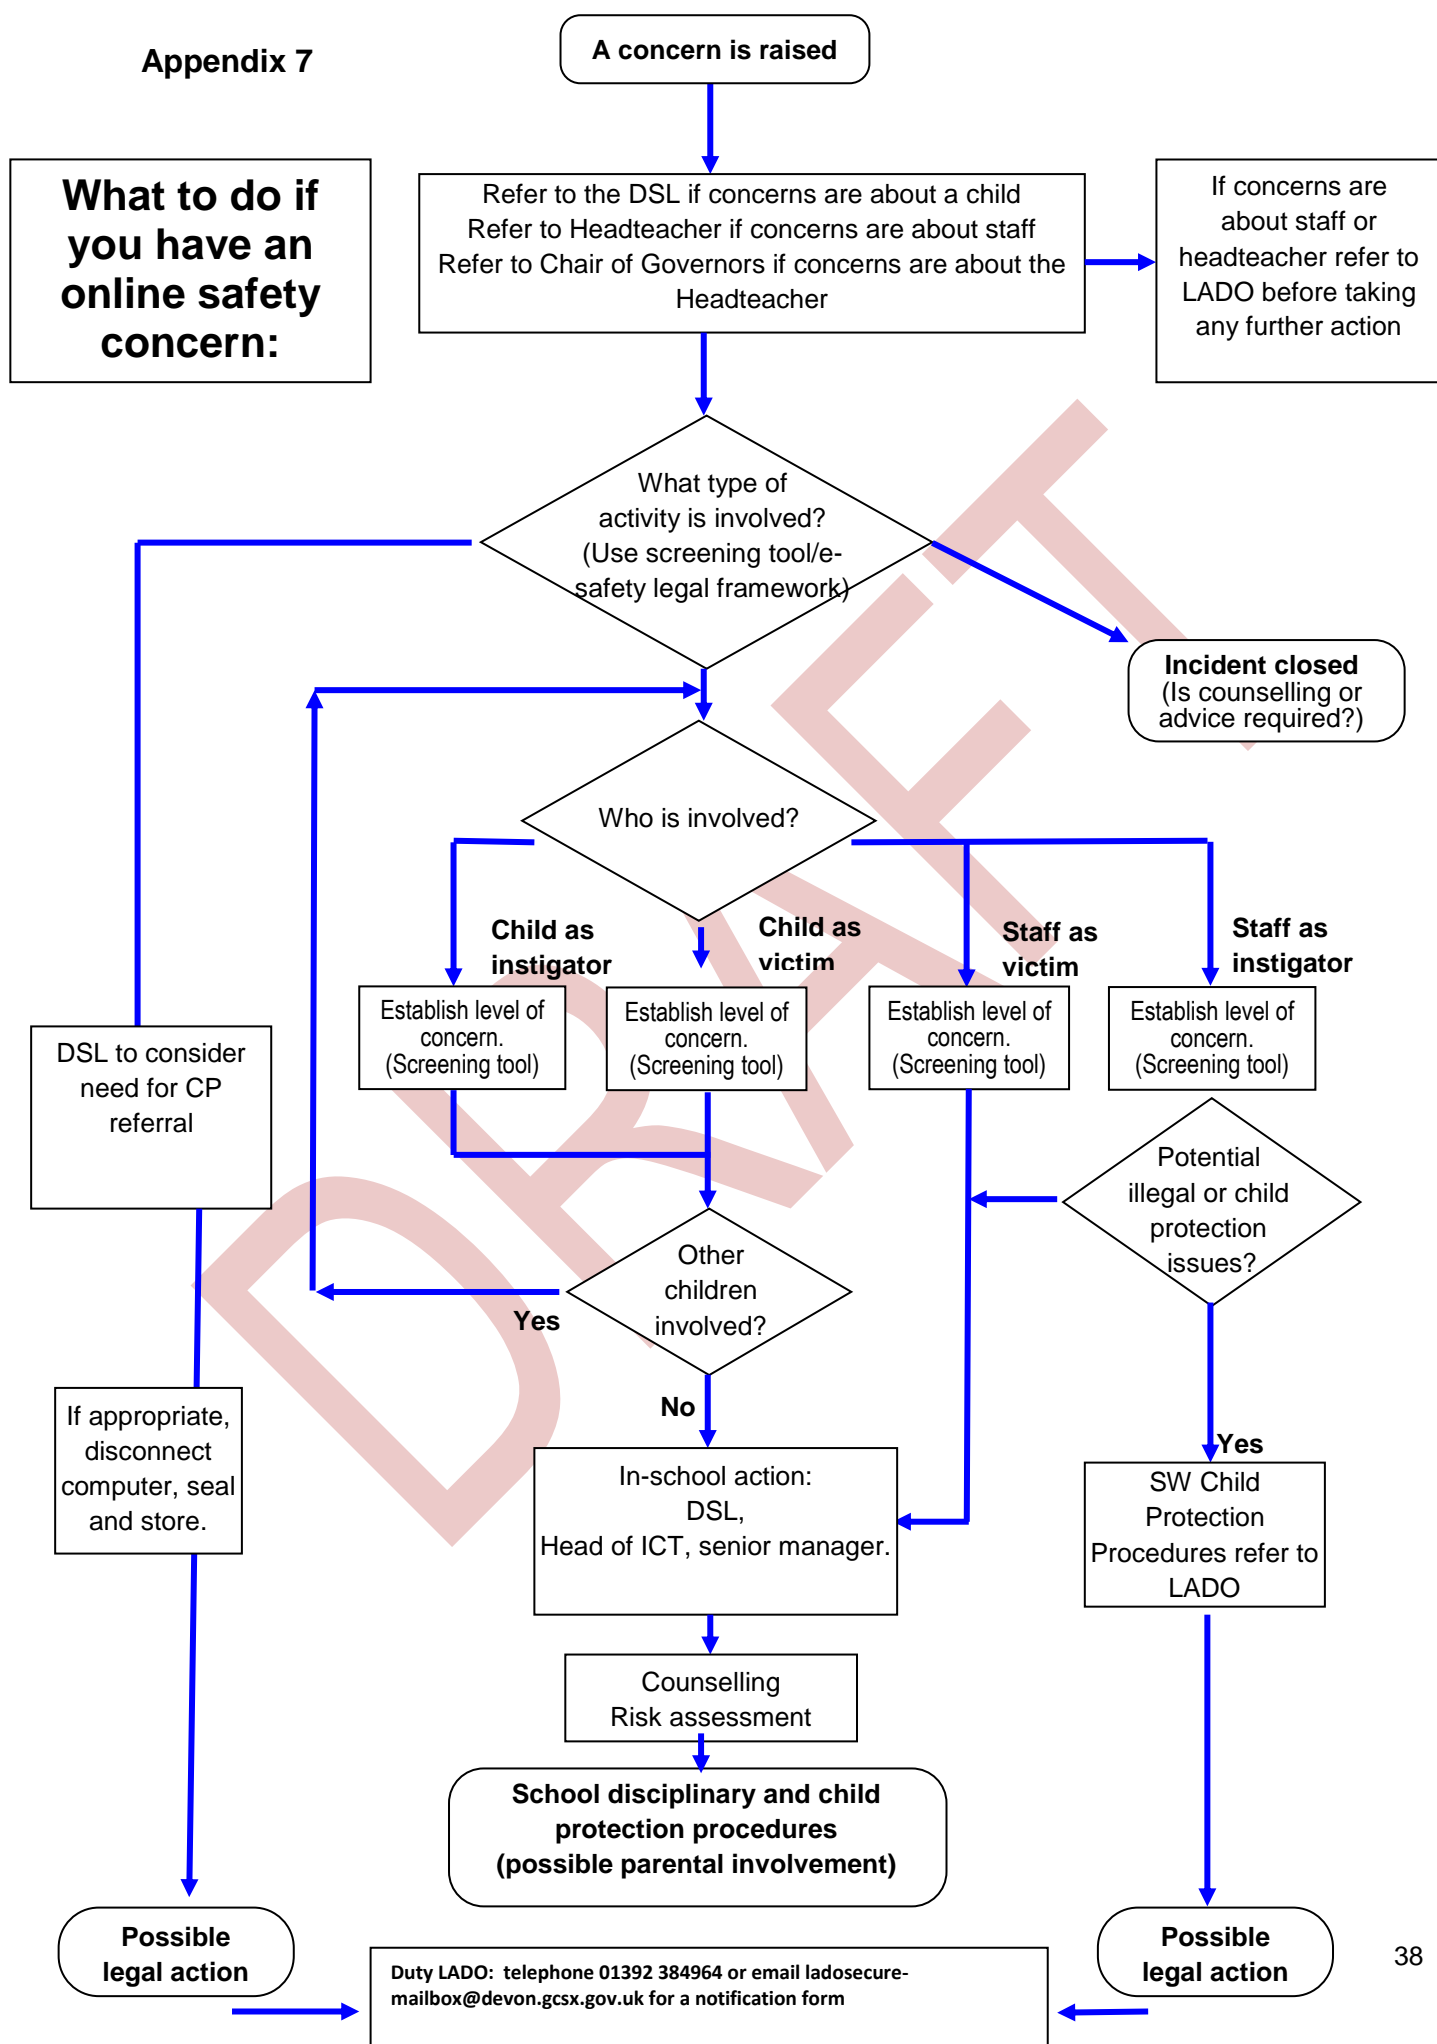 Appendix 7
A concern is raised
What to do if
you have an
online safety
concern:
Refer to the DSL if concerns are about a child
Refer to Headteacher if concerns are about staff
Refer to Chair of Governors if concerns are about the
Headteacher
If concerns are
about staff or
headteacher refer to
LADO before taking
any further action
What type of
activity is involved?
(Use screening tool/e-
safety legal framework)
Incident closed
(Is counselling or
advice required?)
Who is involved?
Child as
instigator
Child as
victim
Staff as
victim
Staff as
instigator
Establish level of
concern.
(Screening tool)
Establish level of
concern.
(Screening tool)
Establish level of
concern.
(Screening tool)
Establish level of
concern.
(Screening tool)
DSL to consider
need for CP
referral
Potential
illegal or child
protection
issues?
Other
children
involved?
Yes
No
Yes
If appropriate,
disconnect
computer, seal
and store.
In-school action:
DSL,
Head of ICT, senior manager.
SW Child
Protection
Procedures refer to
LADO
Counselling
Risk assessment
School disciplinary and child
protection procedures
(possible parental involvement)
Possible
legal action
Possible
legal action
Duty LADO: telephone 01392 384964 or email ladosecure-
mailbox@devon.gcsx.gov.uk for a notification form
38
DRAFT